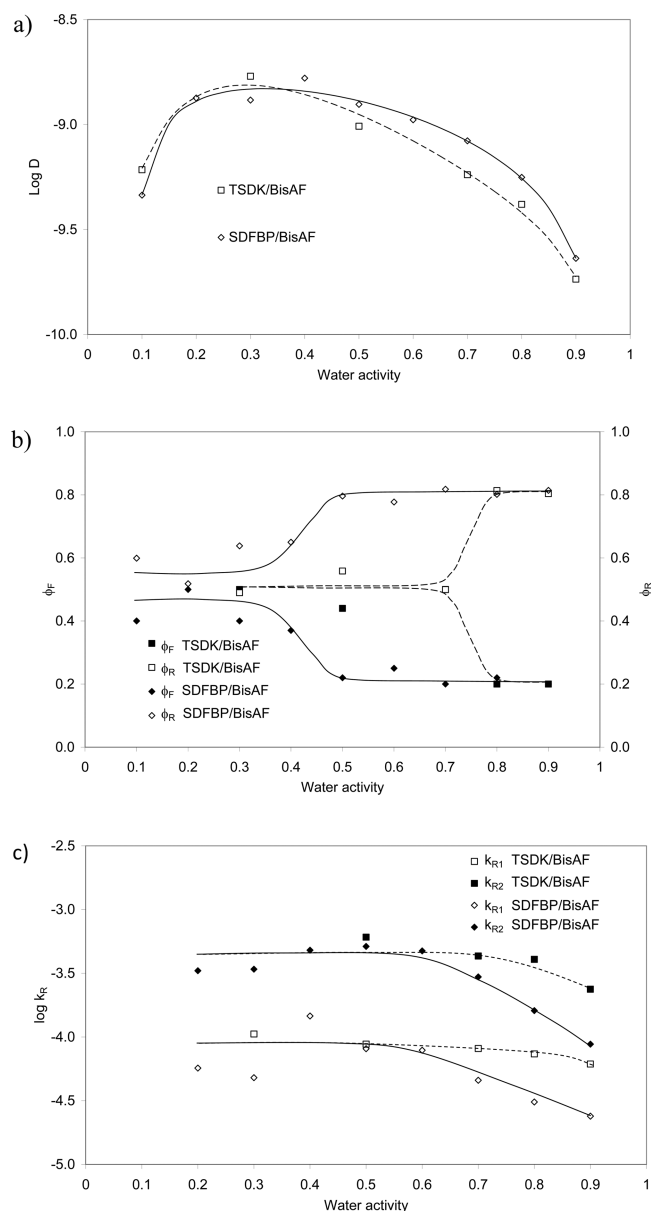 a)
-8.5
-9.0
-9.5
-10.0
Log D
TSDK/BisAF
SDFBP/BisAF
0 0.1 0.2 0.3 0.4 0.5 0.6 0.7 0.8 0.9 1
Water activity
b)
1.0 1.0
0.8 0.8
0.6 0.6
0.4 0.4
0.2 0.2
0.0 0.0
ϕF
ϕR
ϕF TSDK/BisAF
ϕR TSDK/BisAF
ϕF SDFBP/BisAF
ϕR SDFBP/BisAF
0 0.1 0.2 0.3 0.4 0.5 0.6 0.7 0.8 0.9 1
Water activity
c)
-2.5
-3.0
-3.5
-4.0
-4.5
-5.0
log kR
kR1 TSDK/BisAF
kR2 TSDK/BisAF
kR1 SDFBP/BisAF
kR2 SDFBP/BisAF
0 0.1 0.2 0.3 0.4 0.5 0.6 0.7 0.8 0.9 1
Water activity